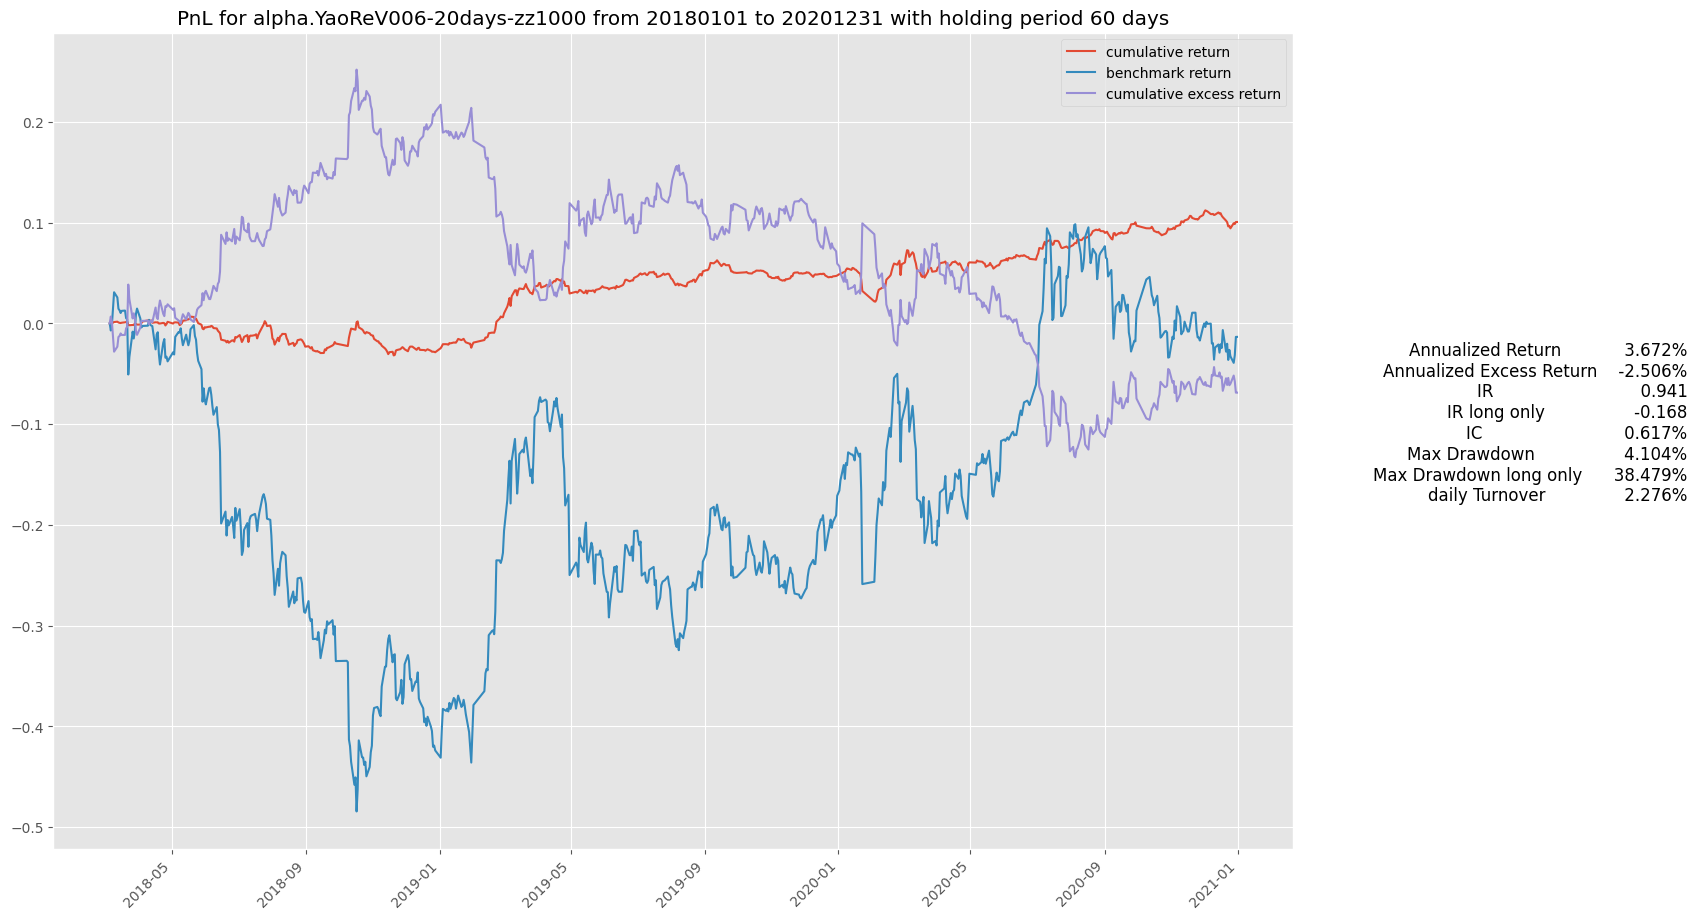 PnL for alpha.YaoReV006-20days-zz1000 from 20180101 to 20201231 with holding period 60 days
cumulative return
benchmark return
cumulative excess return
0.2
0.1
0.0
−0.1
−0.2
−0.3
−0.4
−0.5
2018-05
2018-09
2019-01
2019-05
2019-09
2020-01
2020-05
2020-09
2021-01
Annualized Return 3.672%
Annualized Excess Return -2.506%
IR 0.941
IR long only -0.168
IC 0.617%
Max Drawdown 4.104%
Max Drawdown long only 38.479%
daily Turnover 2.276%